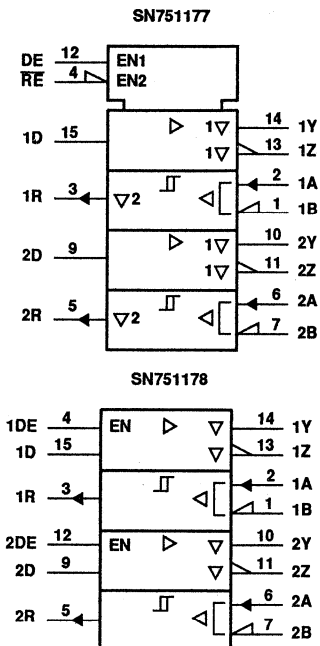 SN751177
DE 12 EN1
RE 4 EN2
1D 15 1 14 1Y
1 13 1Z
1R 3 2 2 1A
1 1B
2D 9 1 10 2Y
1 11 2Z
2R 5 2 6 2A
7 2B
SN751178
1DE 4 EN 14 1Y
1D 15 13 1Z
1R 3 2 1A
1 1B
2DE 12 EN 10 2Y
2D 9 11 2Z
2R 5 6 2A
7 2B